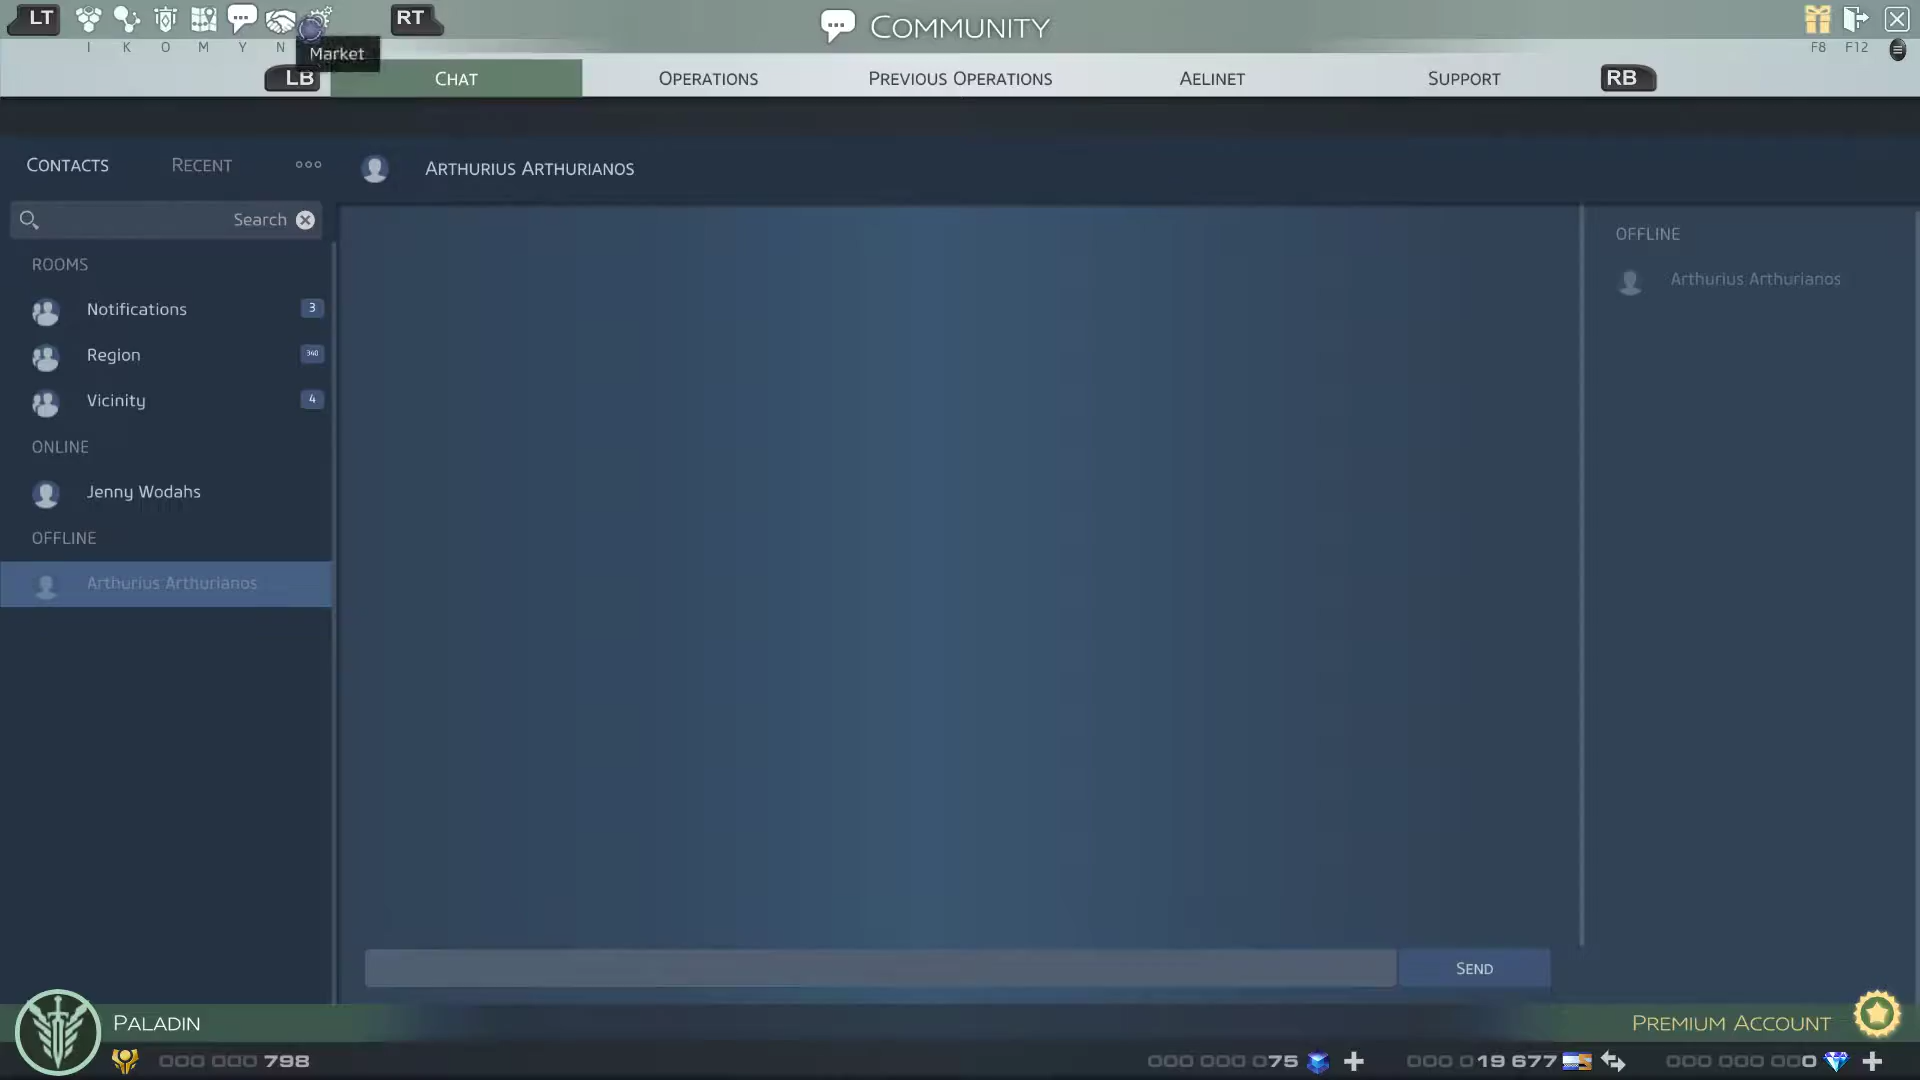 LT
RT
COMMUNITY
I K O M Y N
Market
F8 F12
LB
CHAT
OPERATIONS
PREVIOUS OPERATIONS
AELINET
SUPPORT
RB
CONTACTS
RECENT
ARTHURIUS ARTHURIANOS
Search
ROOMS
Notifications 3
Region 340
Vicinity 4
ONLINE
Jenny Wodahs
OFFLINE
Arthurius Arthurianos
OFFLINE
Arthurius Arthurianos
SEND
PALADIN
PREMIUM ACCOUNT
000 000 798
000 000 075
000 019 677
000 000 000